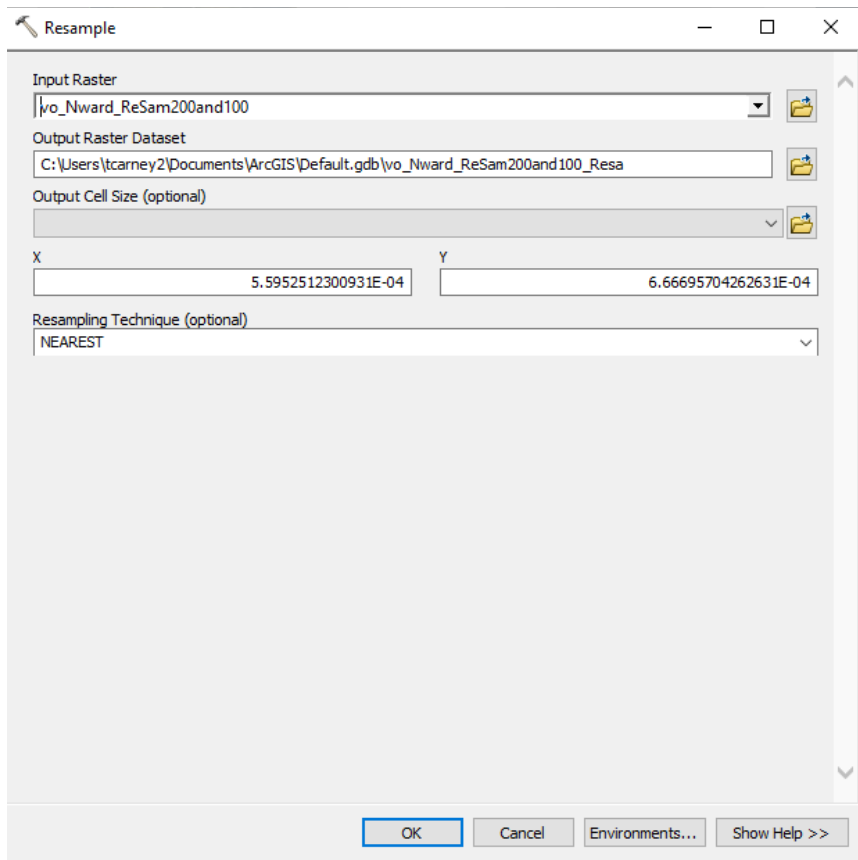 Resample
Input Raster
vo_Nward_ReSam200and100
Output Raster Dataset
C:\Users\tcarney2\Documents\ArcGIS\Default.gdb\vo_Nward_ReSam200and100_Resa
Output Cell Size (optional)
X Y
5.5952512300931E-04 6.66695704262631E-04
Resampling Technique (optional)
NEAREST
OK Cancel Environments... Show Help >>